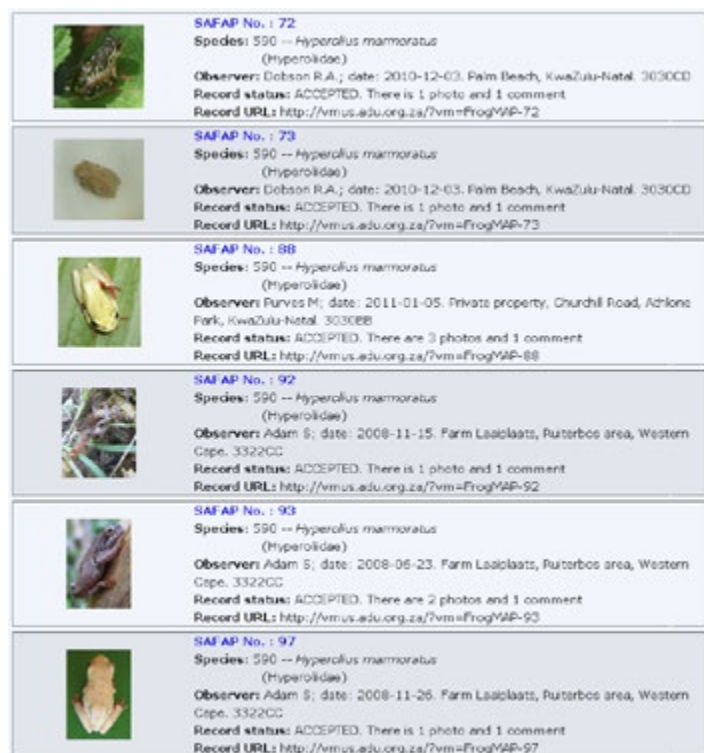 SAFAP No. : 72
Species: 590 -- Hyperolius marmoratus
(Hyperoliidae)
Observer: Dobson R.A.; date: 2010-12-03. Palm Beach, KwaZulu-Natal. 3030CD
Record status: ACCEPTED. There is 1 photo and 1 comment
Record URL: http://vmus.adu.org.za/?vm=FrogMAP-72
SAFAP No. : 73
Species: 590 -- Hyperolius marmoratus
(Hyperoliidae)
Observer: Dobson R.A.; date: 2010-12-03. Palm Beach, KwaZulu-Natal. 3030CD
Record status: ACCEPTED. There is 1 photo and 1 comment
Record URL: http://vmus.adu.org.za/?vm=FrogMAP-73
SAFAP No. : 88
Species: 590 -- Hyperolius marmoratus
(Hyperoliidae)
Observer: Purves M; date: 2011-01-05. Private property, Churchill Road, Athlone
Park, KwaZulu-Natal. 3030BB
Record status: ACCEPTED. There are 3 photos and 1 comment
Record URL: http://vmus.adu.org.za/?vm=FrogMAP-88
SAFAP No. : 92
Species: 590 -- Hyperolius marmoratus
(Hyperoliidae)
Observer: Adam S; date: 2008-11-15. Farm Laaiplaats, Ruiterbos area, Western
Cape. 3322CC
Record status: ACCEPTED. There is 1 photo and 1 comment
Record URL: http://vmus.adu.org.za/?vm=FrogMAP-92
SAFAP No. : 93
Species: 590 -- Hyperolius marmoratus
(Hyperoliidae)
Observer: Adam S; date: 2008-06-23. Farm Laaiplaats, Ruiterbos area, Western
Cape. 3322CC
Record status: ACCEPTED. There are 2 photos and 1 comment
Record URL: http://vmus.adu.org.za/?vm=FrogMAP-93
SAFAP No. : 97
Species: 590 -- Hyperolius marmoratus
(Hyperoliidae)
Observer: Adam S; date: 2008-11-26. Farm Laaiplaats, Ruiterbos area, Western
Cape. 3322CC
Record status: ACCEPTED. There is 1 photo and 1 comment
Record URL: http://vmus.adu.org.za/?vm=FrogMAP-97